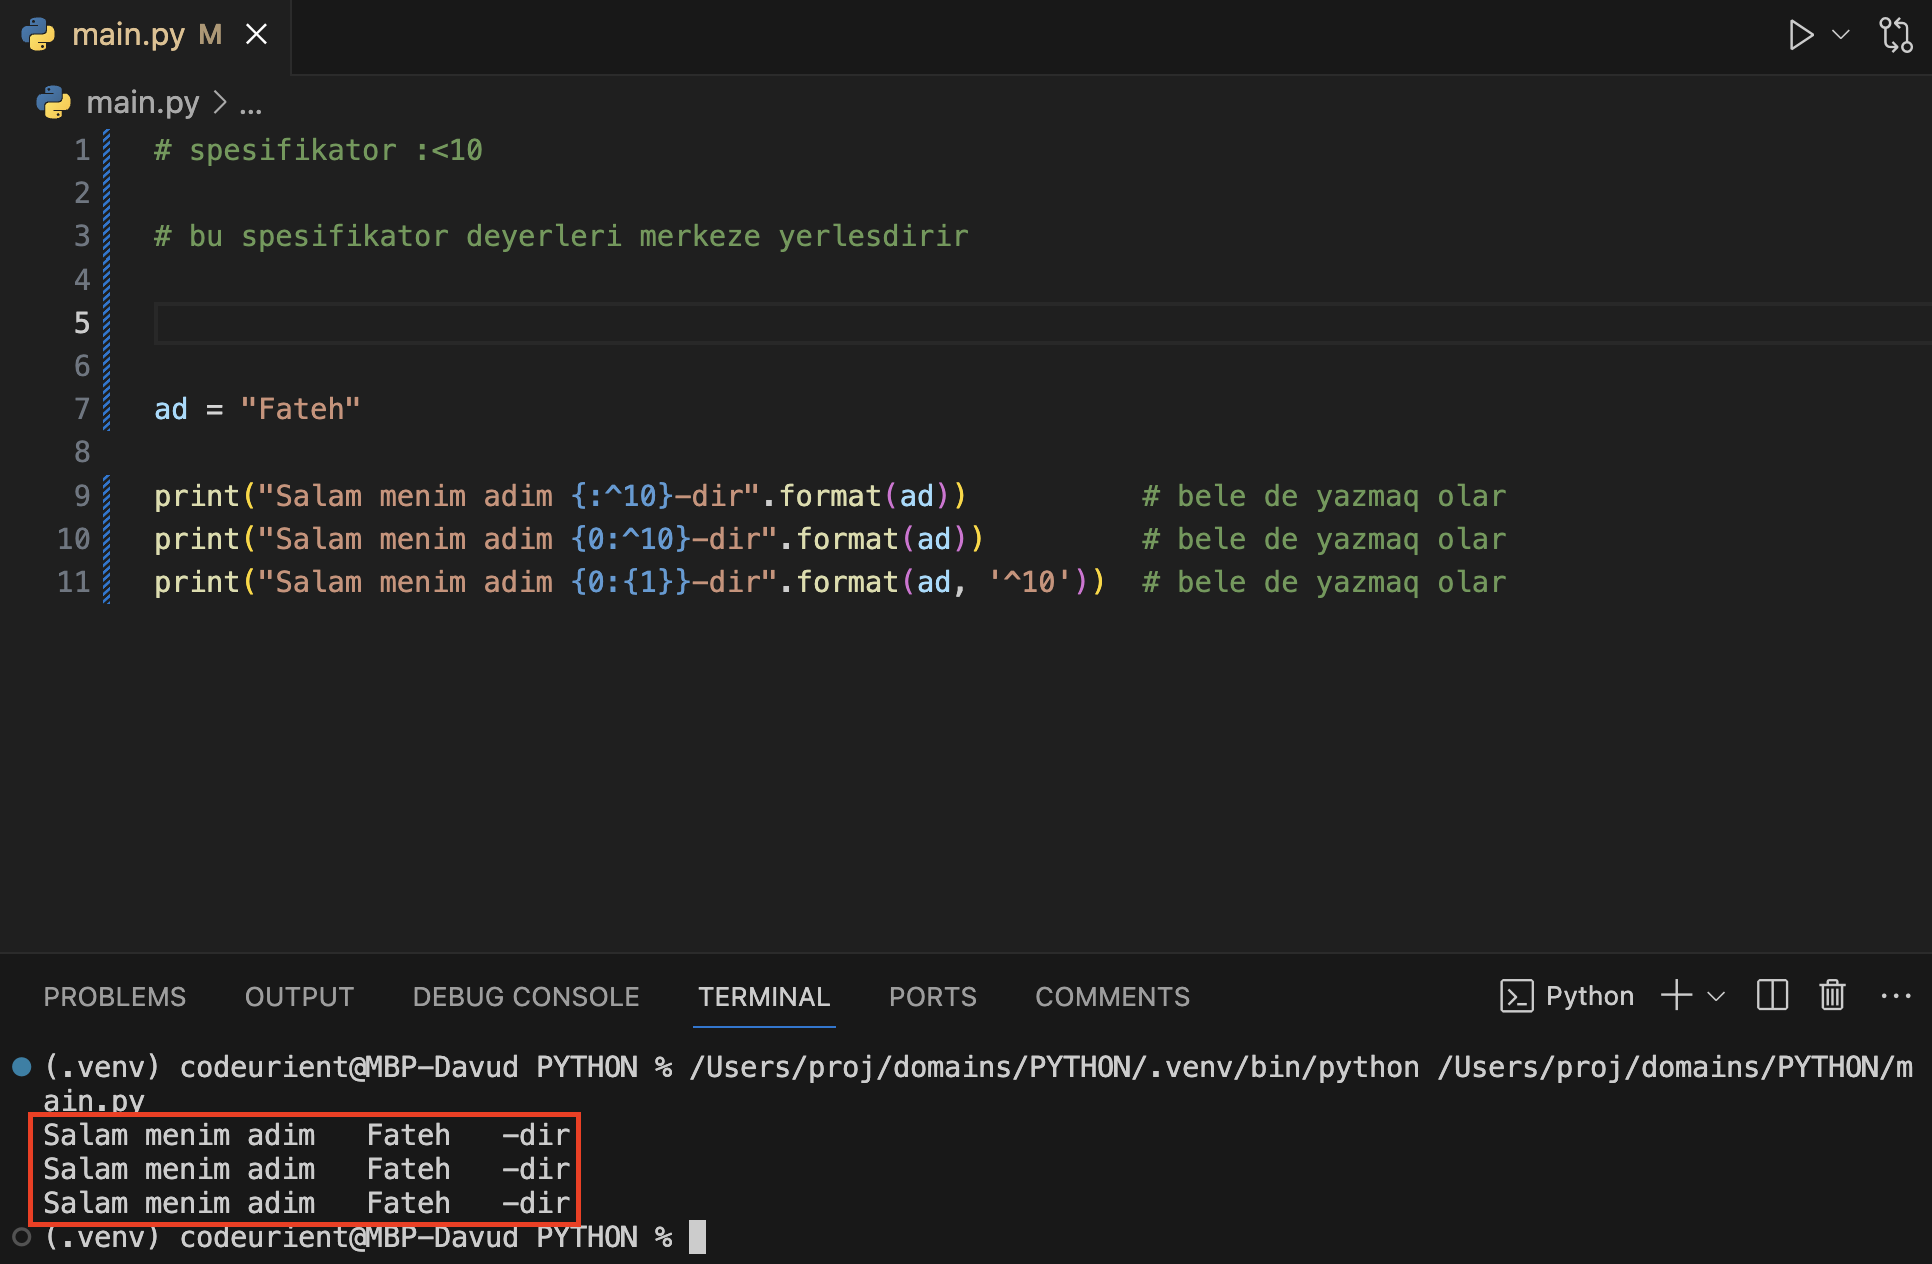 main.py M
main.py > ...
1 # spesifikator :<10
2
3 # bu spesifikator deyerleri merkeze yerlesdirir
4
5
6
7 ad = "Fateh"
8
9 print("Salam menim adim {:^10}-dir".format(ad)) # bele de yazmaq olar
10 print("Salam menim adim {0:^10}-dir".format(ad)) # bele de yazmaq olar
11 print("Salam menim adim {0:{1}}-dir".format(ad, '^10')) # bele de yazmaq olar
PROBLEMS OUTPUT DEBUG CONSOLE TERMINAL PORTS COMMENTS Python
(.venv) codeurient@MBP-Davud PYTHON % /Users/proj/domains/PYTHON/.venv/bin/python /Users/proj/domains/PYTHON/m
ain.py
Salam menim adim   Fateh   -dir
Salam menim adim   Fateh   -dir
Salam menim adim   Fateh   -dir
(.venv) codeurient@MBP-Davud PYTHON %